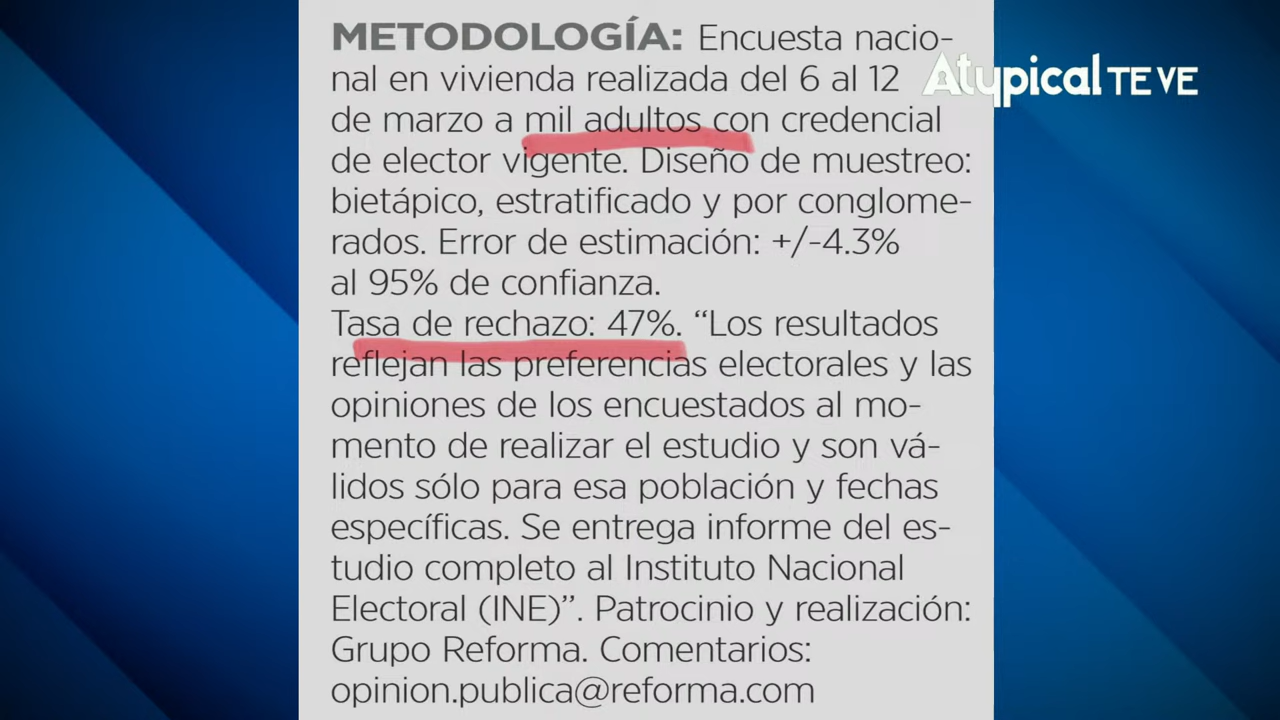 METODOLOGÍA: Encuesta nacio-
nal en vivienda realizada del 6 al 12
de marzo a mil adultos con credencial
de elector vigente. Diseño de muestreo:
bietápico, estratificado y por conglome-
rados. Error de estimación: +/-4.3%
al 95% de confianza.
Tasa de rechazo: 47%. “Los resultados
reflejan las preferencias electorales y las
opiniones de los encuestados al mo-
mento de realizar el estudio y son vá-
lidos sólo para esa población y fechas
específicas. Se entrega informe del es-
tudio completo al Instituto Nacional
Electoral (INE)”. Patrocinio y realización:
Grupo Reforma. Comentarios:
opinion.publica@reforma.com
Atypical TE VE